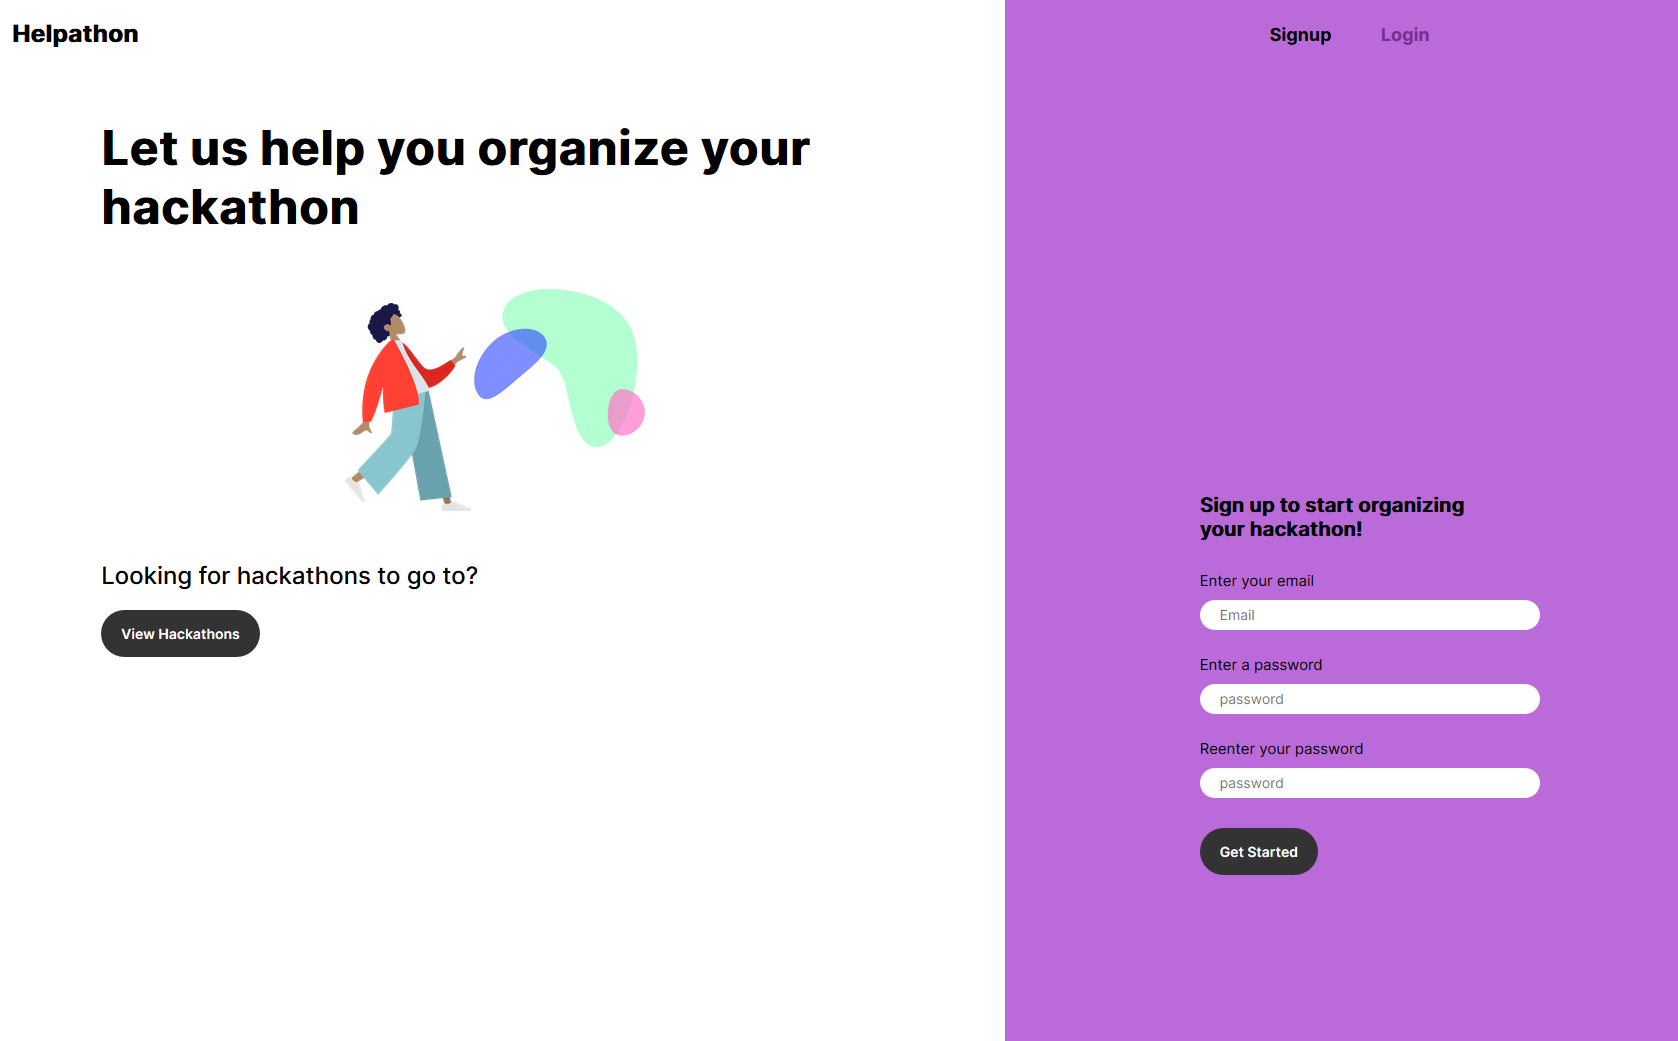 Helpathon
Signup
Login
Let us help you organize your
hackathon
Looking for hackathons to go to?
View Hackathons
Sign up to start organizing
your hackathon!
Enter your email
Email
Enter a password
password
Reenter your password
password
Get Started